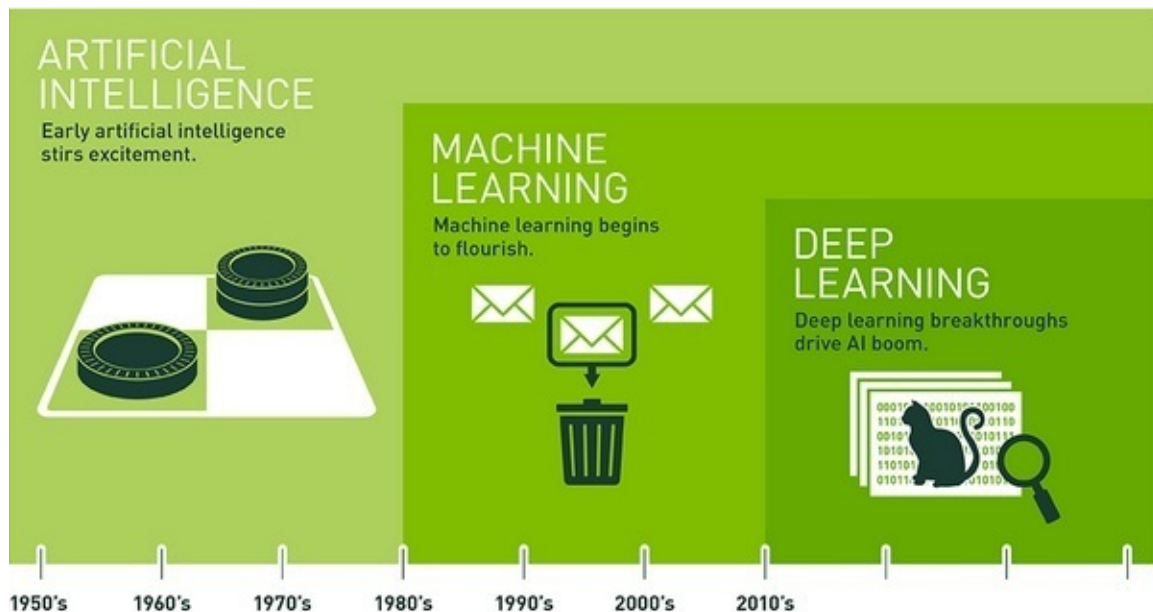 ARTIFICIAL
INTELLIGENCE
Early artificial intelligence
stirs excitement.
MACHINE
LEARNING
Machine learning begins
to flourish.
DEEP
LEARNING
Deep learning breakthroughs
drive AI boom.
1950's 1960's 1970's 1980's 1990's 2000's 2010's